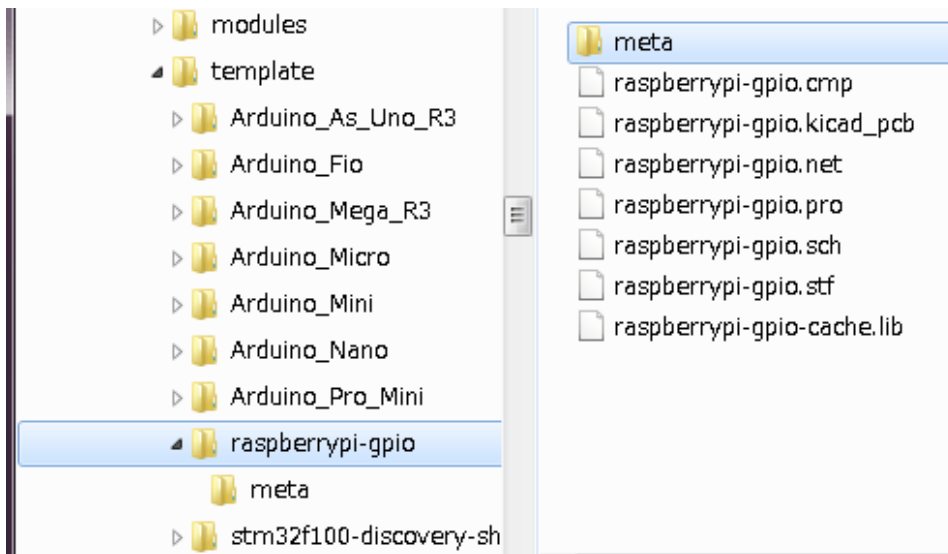 modules
template
Arduino_As_Uno_R3
Arduino_Fio
Arduino_Mega_R3
Arduino_Micro
Arduino_Mini
Arduino_Nano
Arduino_Pro_Mini
raspberrypi-gpio
meta
stm32f100-discovery-sh
meta
raspberrypi-gpio.cmp
raspberrypi-gpio.kicad_pcb
raspberrypi-gpio.net
raspberrypi-gpio.pro
raspberrypi-gpio.sch
raspberrypi-gpio.stf
raspberrypi-gpio-cache.lib